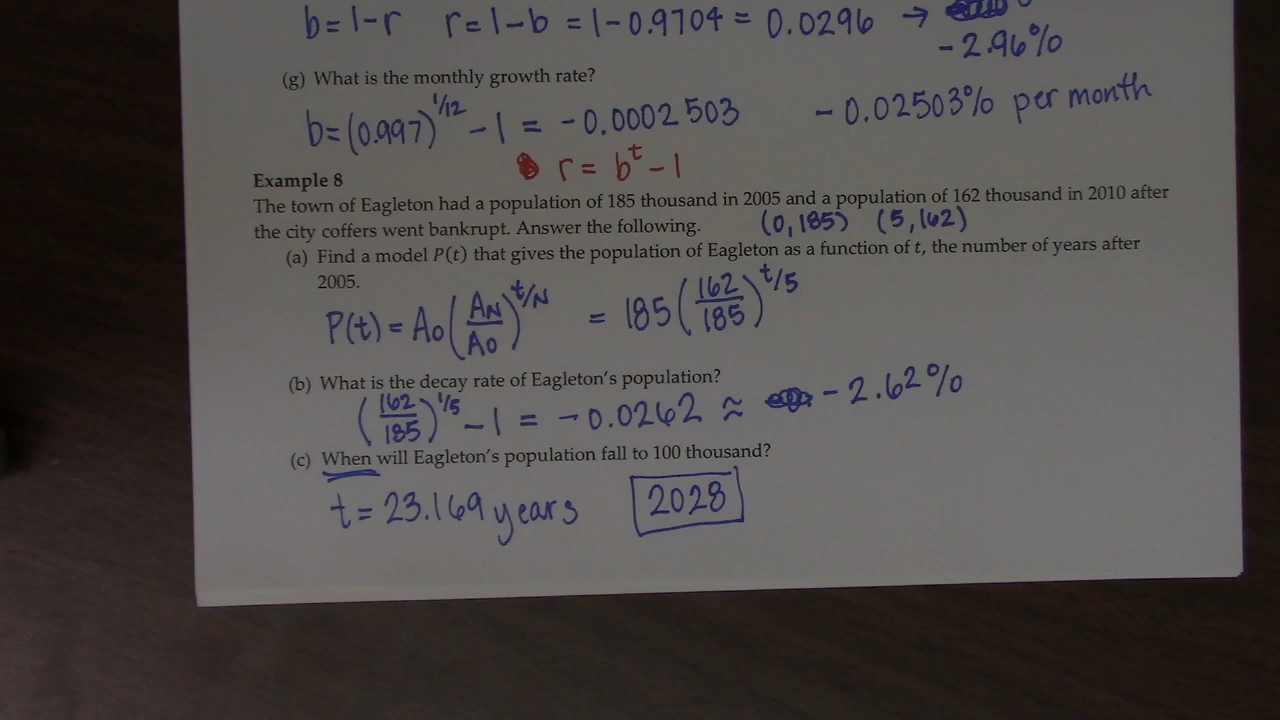 b=1-r r=1-b = 1-0.9704 = 0.0296 →
-2.96%
(g) What is the monthly growth rate?
b=(0.997)^1/12 -1 = -0.0002503 -0.02503% per month
r = b^t -1
Example 8
The town of Eagleton had a population of 185 thousand in 2005 and a population of 162 thousand in 2010 after
the city coffers went bankrupt. Answer the following. (0,185) (5,162)
(a) Find a model P(t) that gives the population of Eagleton as a function of t, the number of years after
2005.
P(t) = A0 (AN/A0)^t/N = 185 (162/185)^t/5
(b) What is the decay rate of Eagleton's population?
(162/185)^1/5 -1 = -0.0262 ≈ -2.62%
(c) When will Eagleton's population fall to 100 thousand?
t = 23.169 years 2028